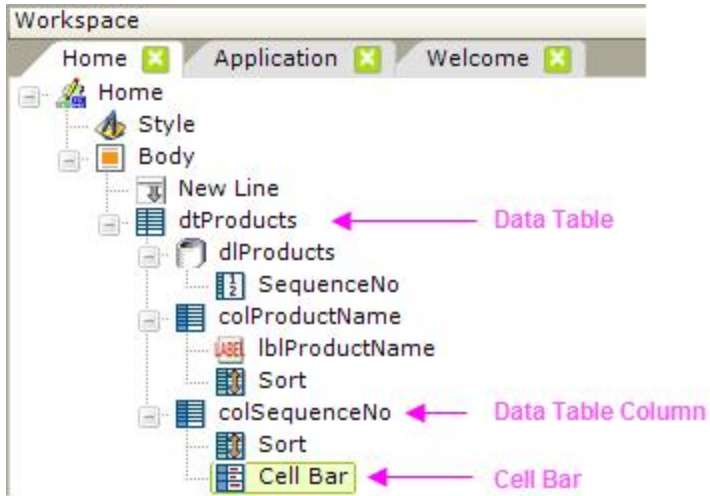 Workspace
Home Application Welcome
Home
Style
Body
New Line
dtProducts Data Table
dlProducts
SequenceNo
colProductName
LABEL lblProductName
Sort
colSequenceNo Data Table Column
Sort
Cell Bar Cell Bar